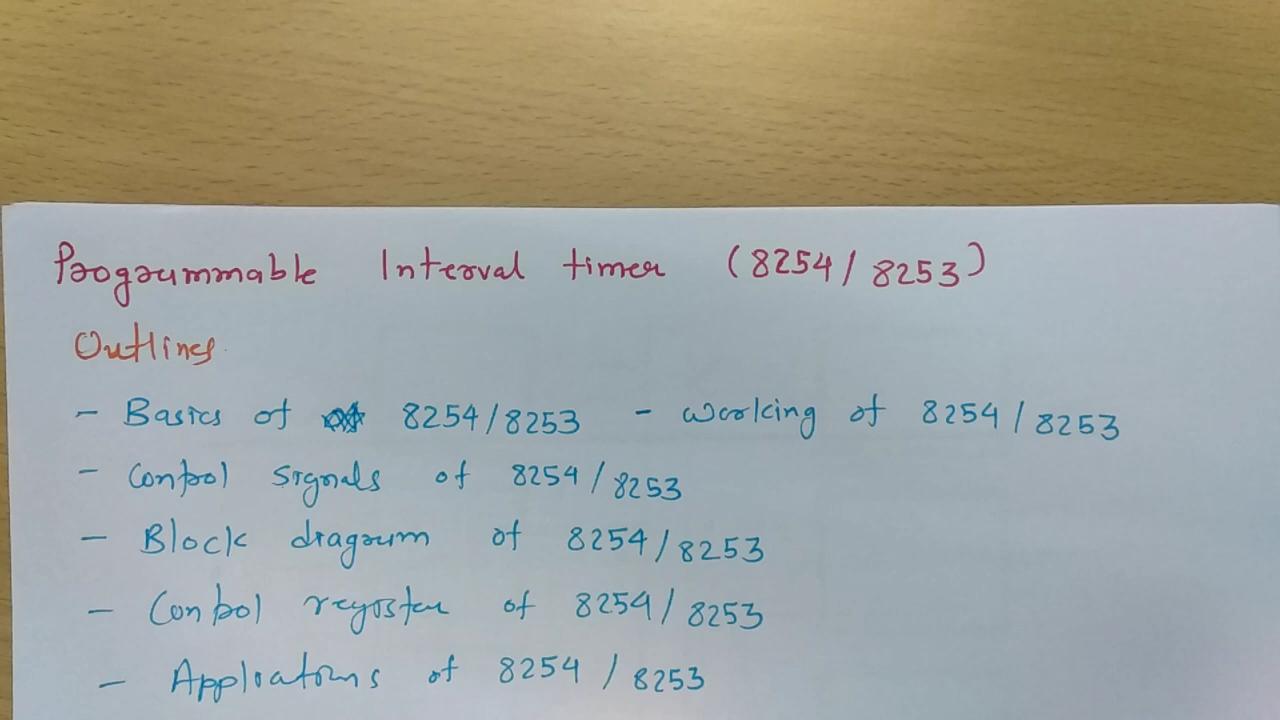 Programmable Interval timer (8254/8253)
Outlines
- Basics of 8254/8253 - working of 8254/8253
- Control signals of 8254/8253
- Block diagram of 8254/8253
- Control register of 8254/8253
- Applications of 8254/8253